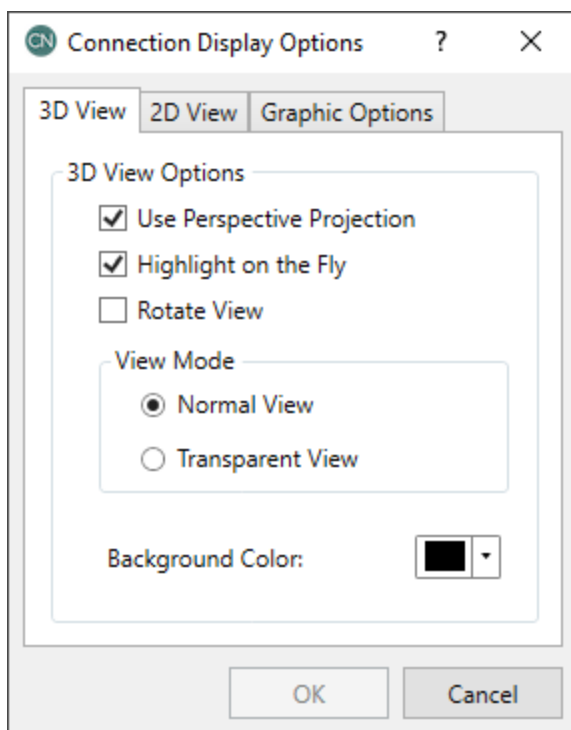 CN Connection Display Options ? ×
3D View 2D View Graphic Options
3D View Options
Use Perspective Projection
Highlight on the Fly
Rotate View
View Mode
Normal View
Transparent View
Background Color:
OK Cancel